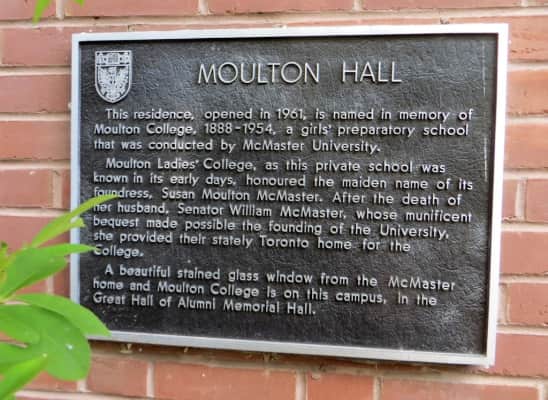 MOULTON HALL
This residence, opened in 1961, is named in memory of
Moulton College, 1888-1954, a girls' preparatory school
that was conducted by McMaster University.
Moulton Ladies' College, as this private school was
known in its early days, honoured the maiden name of its
foundress, Susan Moulton McMaster. After the death of
her husband, Senator William McMaster, whose munificent
bequest made possible the founding of the University,
she provided their stately Toronto home for the
College.
A beautiful stained glass window from the McMaster
home and Moulton College is on this campus, in the
Great Hall of Alumni Memorial Hall.